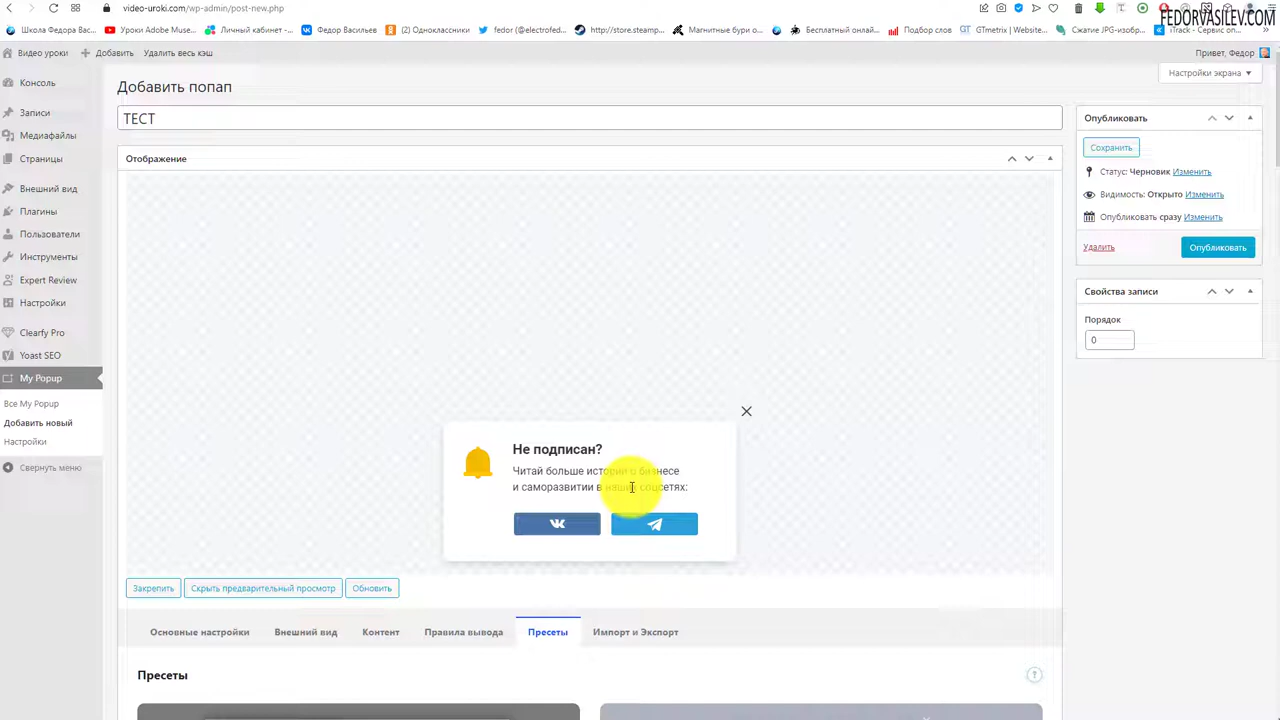 video-uroki.com/wp-admin/post-new.php
FEDORVASILEV.COM
Школа Федора Вас...
Уроки Adobe Muse...
Личный кабинет -...
Федор Васильев
(2) Одноклассники
fedor (@electrofed...
http://store.steamp...
Магнитные бури о...
Бесплатный онлай...
Подбор слов
GTmetrix | Website...
Сжатие JPG-изобр...
iTrack - Сервис оп...
Видео уроки
Добавить
Удалить весь кэш
Привет, Федор
Консоль
Записи
Медиафайлы
Страницы
Внешний вид
Плагины
Пользователи
Инструменты
Expert Review
Настройки
Clearfy Pro
Yoast SEO
My Popup
Все My Popup
Добавить новый
Настройки
Свернуть меню
Настройки экрана
Добавить попап
ТЕСТ
Отображение
Не подписан?
Читай больше историй о бизнесе
и саморазвитии в наших соцсетях:
Закрепить
Скрыть предварительный просмотр
Обновить
Основные настройки
Внешний вид
Контент
Правила вывода
Пресеты
Импорт и Экспорт
Пресеты
?
Опубликовать
Сохранить
Статус: Черновик Изменить
Видимость: Открыто Изменить
Опубликовать сразу Изменить
Удалить
Опубликовать
Свойства записи
Порядок
0